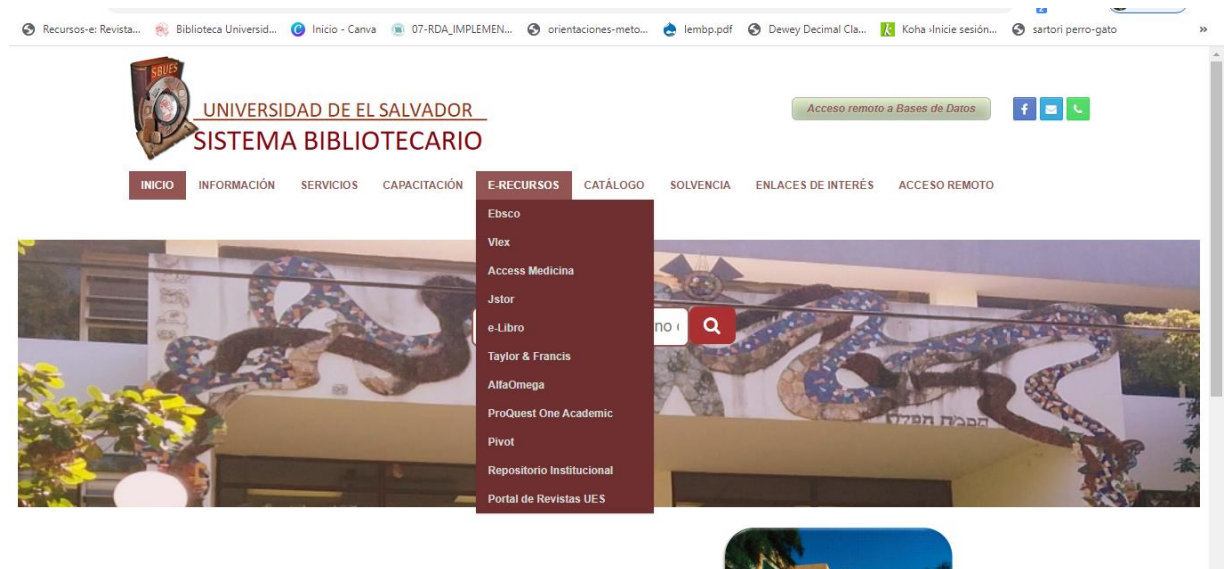 Recursos-e: Revista...
Biblioteca Universid...
Inicio - Canva
07-RDA_IMPLEMEN...
orientaciones-meto...
lembp.pdf
Dewey Decimal Cla...
Koha ›Inicie sesión...
sartori perro-gato
»
SBUES
UNIVERSIDAD DE EL SALVADOR
SISTEMA BIBLIOTECARIO
Acceso remoto a Bases de Datos
INICIO
INFORMACIÓN
SERVICIOS
CAPACITACIÓN
E-RECURSOS
CATÁLOGO
SOLVENCIA
ENLACES DE INTERÉS
ACCESO REMOTO
Ebsco
Vlex
Access Medicina
Jstor
e-Libro
Taylor & Francis
AlfaOmega
ProQuest One Academic
Pivot
Repositorio Institucional
Portal de Revistas UES
no